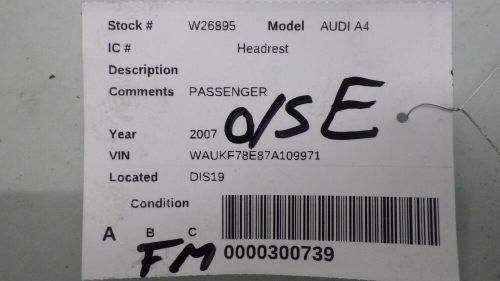 Stock # W26895 Model AUDI A4
IC # Headrest
Description
Comments PASSENGER
O/S E
Year 2007
VIN WAUKF78E87A109971
Located DIS19
Condition
A B C
FM 0000300739